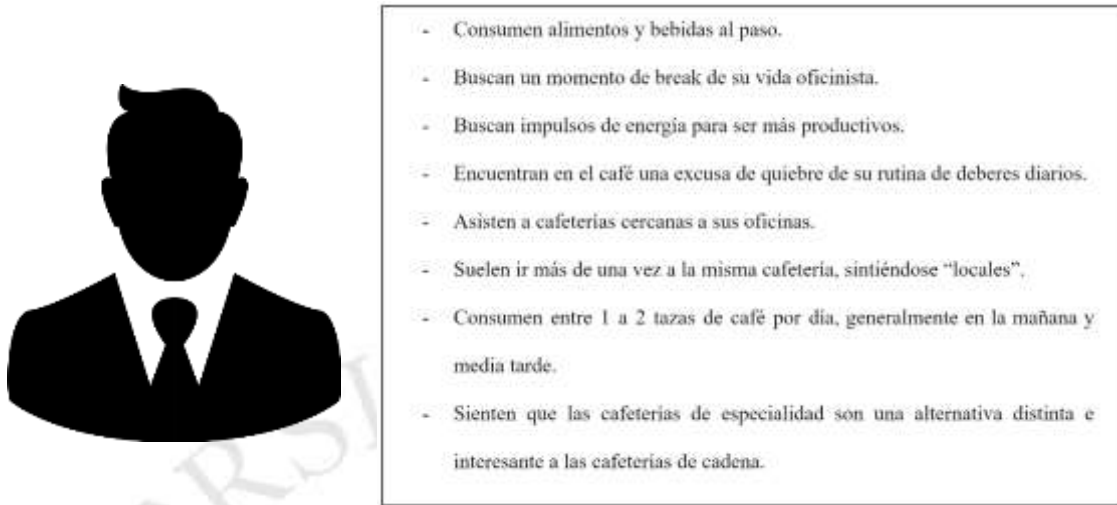 - Consumen alimentos y bebidas al paso.
- Buscan un momento de break de su vida oficinista.
- Buscan impulsos de energía para ser más productivos.
- Encuentran en el café una excusa de quiebre de su rutina de deberes diarios.
- Asisten a cafeterías cercanas a sus oficinas.
- Suelen ir más de una vez a la misma cafetería, sintiéndose “locales”.
- Consumen entre 1 a 2 tazas de café por día, generalmente en la mañana y
media tarde.
- Sienten que las cafeterías de especialidad son una alternativa distinta e
interesante a las cafeterías de cadena.